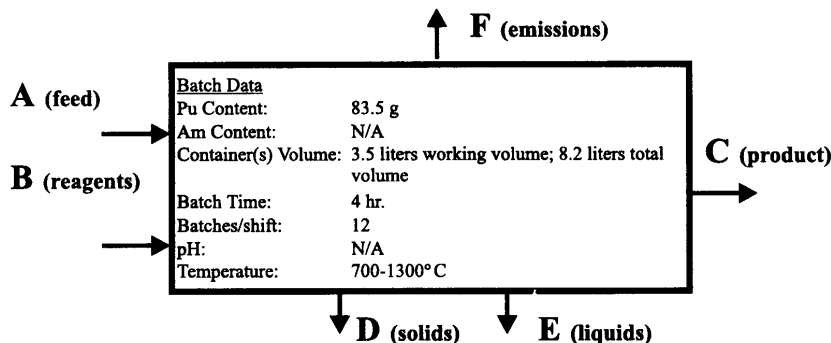 F (emissions)
Batch Data
A (feed)
Pu Content: 83.5 g
Am Content: N/A
Container(s) Volume: 3.5 liters working volume; 8.2 liters total
volume
C (product)
B (reagents)
Batch Time: 4 hr.
Batches/shift: 12
pH: N/A
Temperature: 700-1300° C
D (solids)
E (liquids)